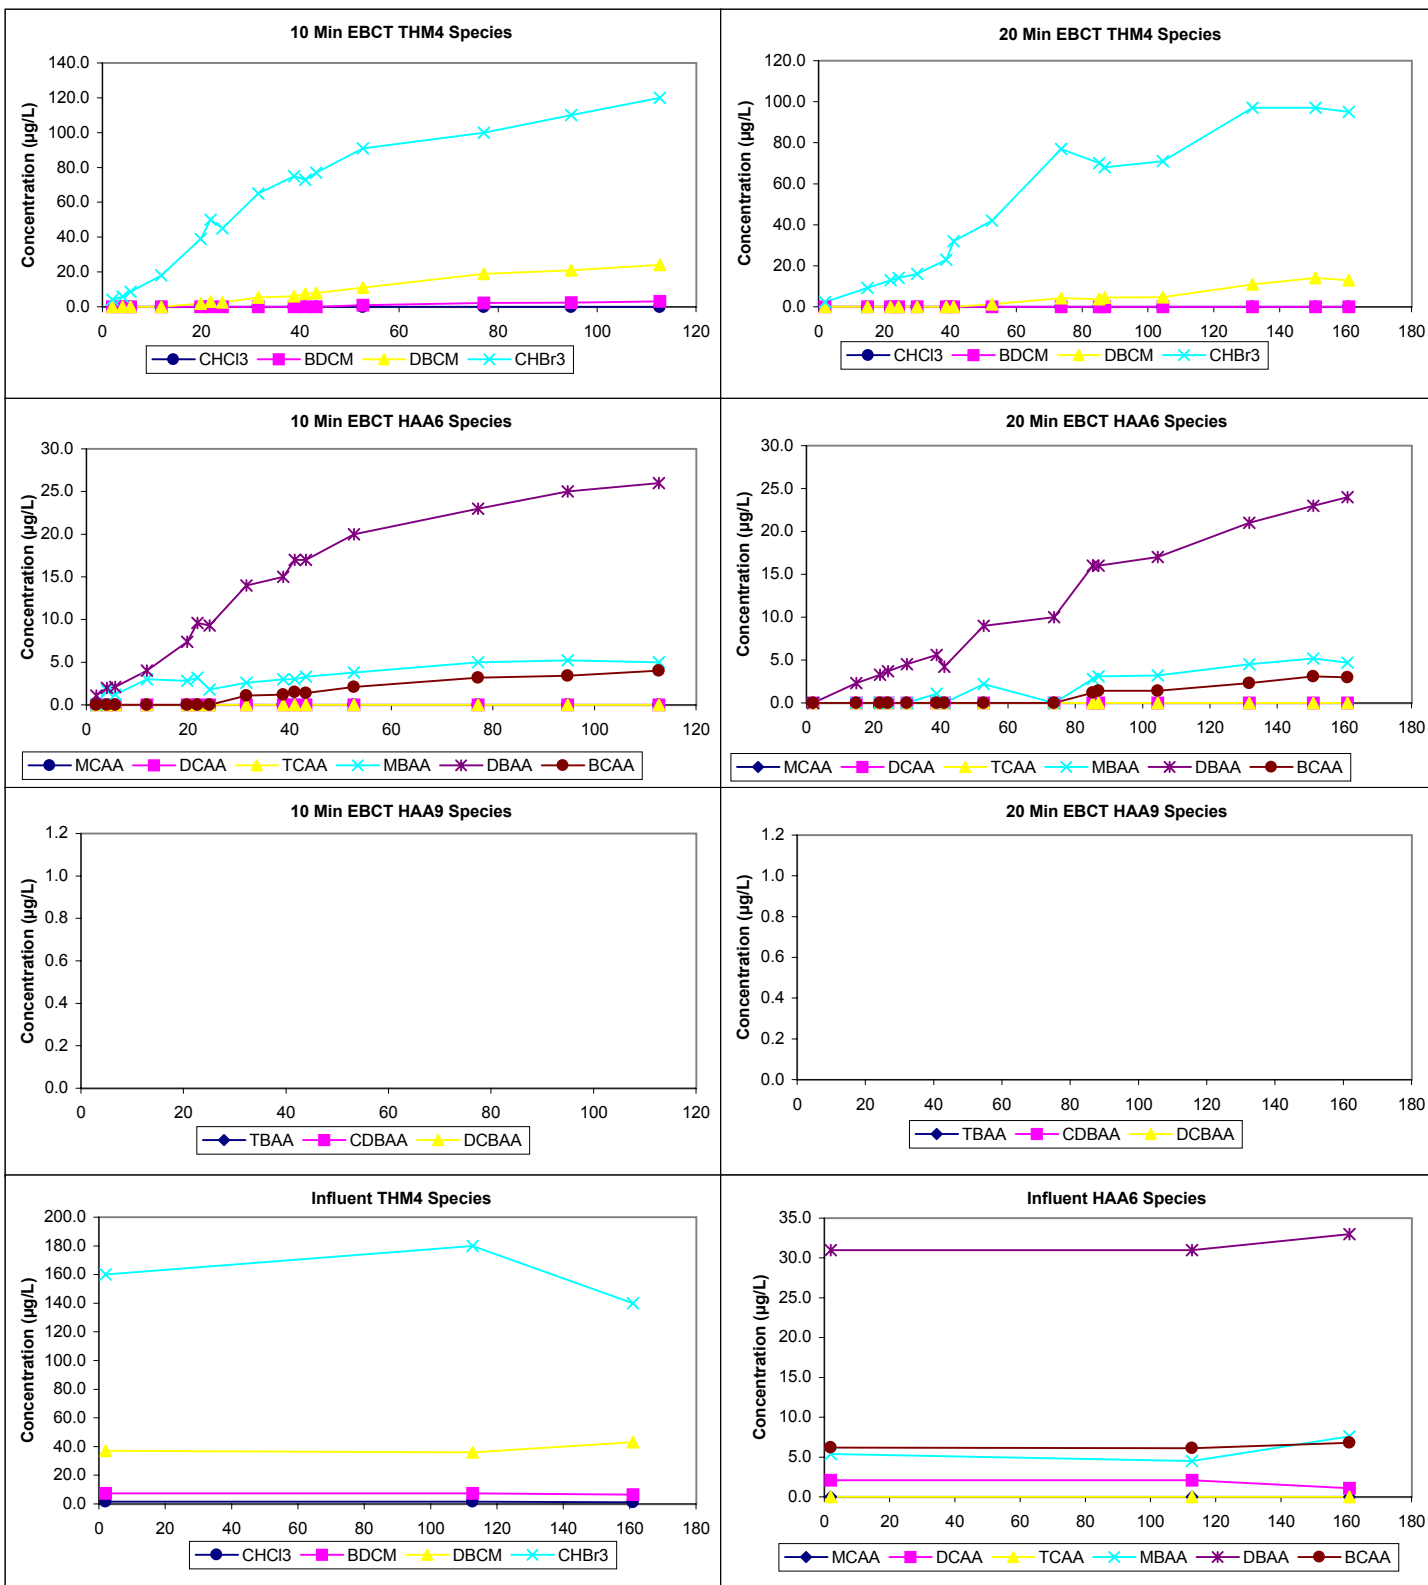 10 Min EBCT THM4 Species
Concentration (µg/L)
140.0
120.0
100.0
80.0
60.0
40.0
20.0
0.0
0 20 40 60 80 100 120
CHCl3 BDCM DBCM CHBr3
20 Min EBCT THM4 Species
Concentration (µg/L)
120.0
100.0
80.0
60.0
40.0
20.0
0.0
0 20 40 60 80 100 120 140 160 180
CHCl3 BDCM DBCM CHBr3
10 Min EBCT HAA6 Species
Concentration (µg/L)
30.0
25.0
20.0
15.0
10.0
5.0
0.0
0 20 40 60 80 100 120
MCAA DCAA TCAA MBAA DBAA BCAA
20 Min EBCT HAA6 Species
Concentration (µg/L)
30.0
25.0
20.0
15.0
10.0
5.0
0.0
0 20 40 60 80 100 120 140 160 180
MCAA DCAA TCAA MBAA DBAA BCAA
10 Min EBCT HAA9 Species
Concentration (µg/L)
1.2
1.0
0.8
0.6
0.4
0.2
0.0
0 20 40 60 80 100 120
TBAA CDBAA DCBAA
20 Min EBCT HAA9 Species
Concentration (µg/L)
1.2
1.0
0.8
0.6
0.4
0.2
0.0
0 20 40 60 80 100 120 140 160 180
TBAA CDBAA DCBAA
Influent THM4 Species
Concentration (µg/L)
200.0
180.0
160.0
140.0
120.0
100.0
80.0
60.0
40.0
20.0
0.0
0 20 40 60 80 100 120 140 160 180
CHCl3 BDCM DBCM CHBr3
Influent HAA6 Species
Concentration (µg/L)
35.0
30.0
25.0
20.0
15.0
10.0
5.0
0.0
0 20 40 60 80 100 120 140 160 180
MCAA DCAA TCAA MBAA DBAA BCAA